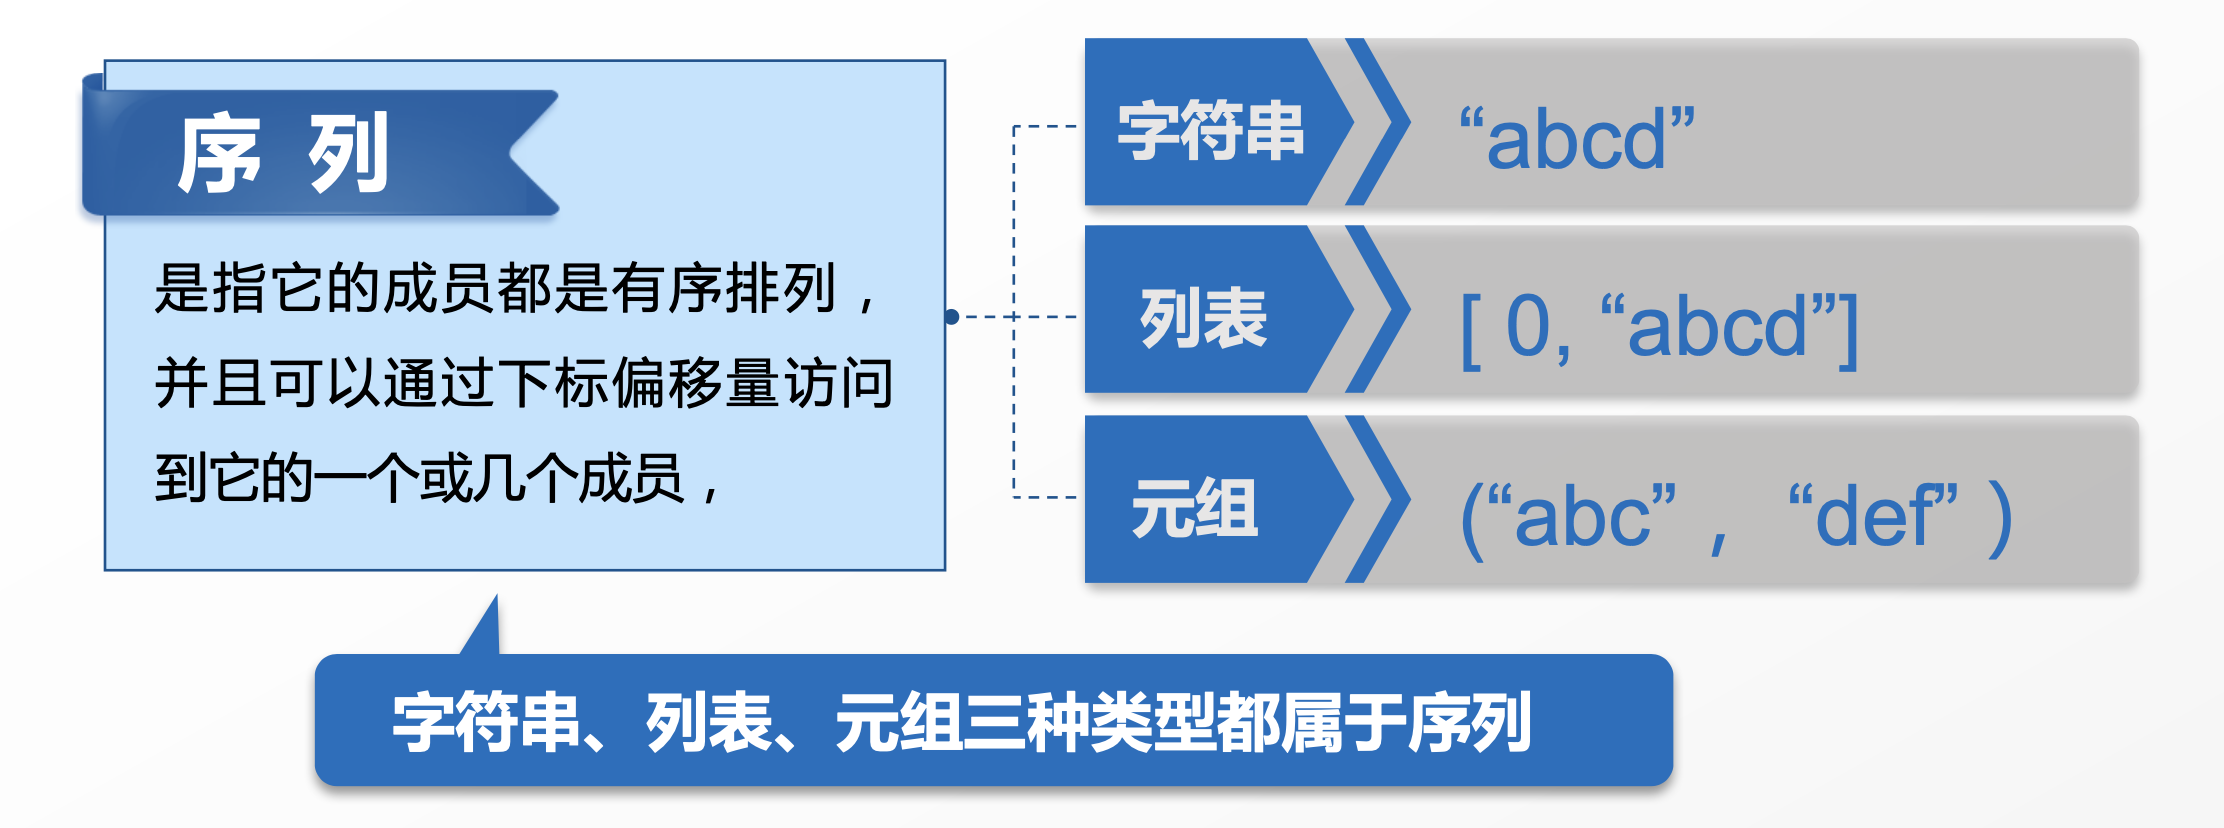 序 列
是指它的成员都是有序排列，
并且可以通过下标偏移量访问
到它的一个或几个成员，
字符串
“abcd”
列表
[ 0, “abcd”]
元组
(“abc” ， “def” )
字符串、列表、元组三种类型都属于序列